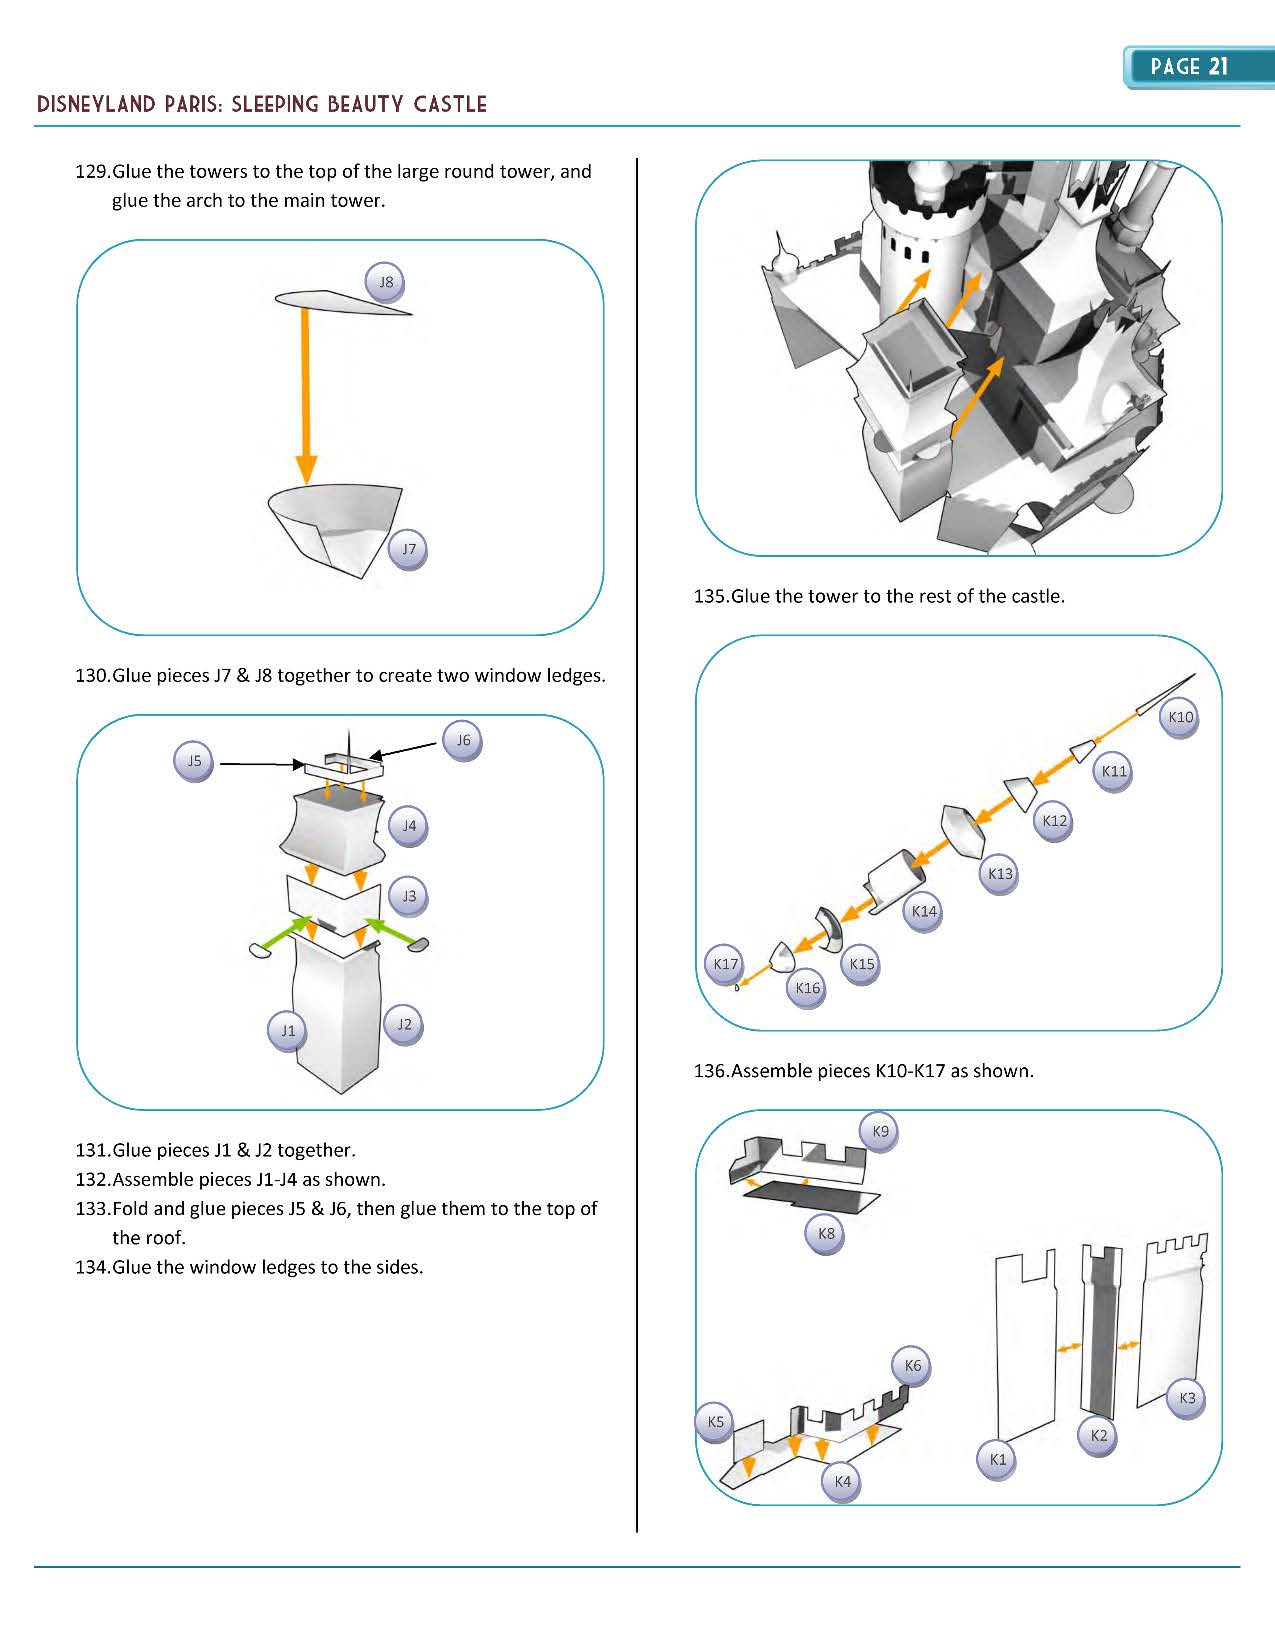 PAGE 21
DISNEYLAND PARIS: SLEEPING BEAUTY CASTLE
129.Glue the towers to the top of the large round tower, and
glue the arch to the main tower.
J8
J7
130.Glue pieces J7 & J8 together to create two window ledges.
J5
J6
J4
J3
J1
J2
131.Glue pieces J1 & J2 together.
132.Assemble pieces J1-J4 as shown.
133.Fold and glue pieces J5 & J6, then glue them to the top of
the roof.
134.Glue the window ledges to the sides.
135.Glue the tower to the rest of the castle.
K10
K11
K12
K13
K14
K15
K16
K17
136.Assemble pieces K10-K17 as shown.
K9
K8
K6
K5
K4
K3
K2
K1